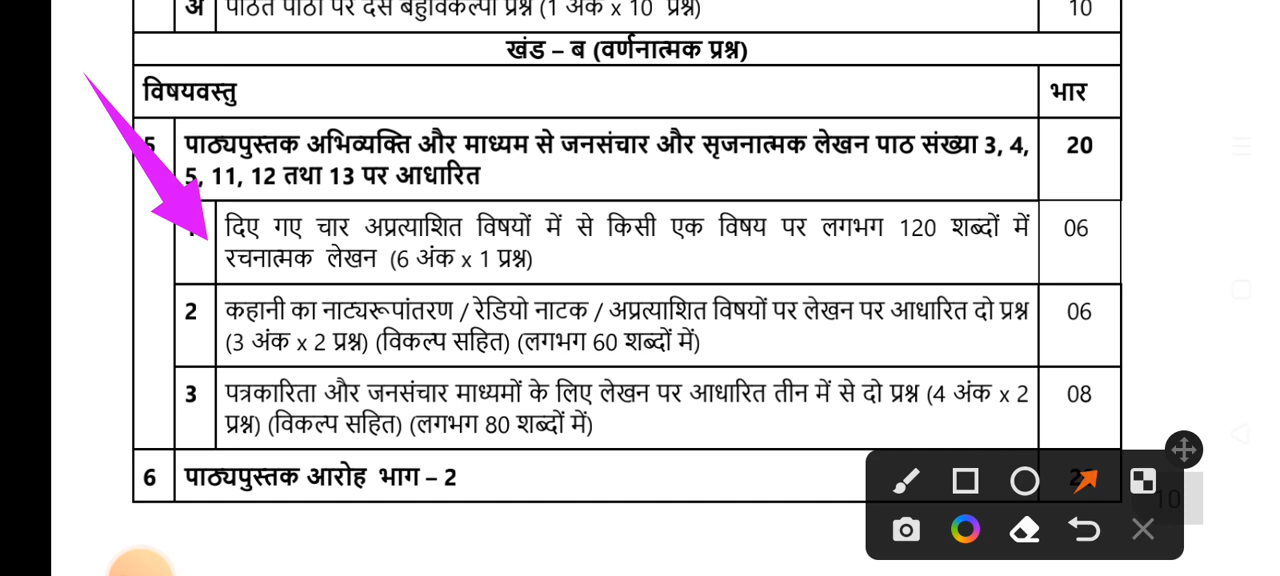 अ पठित पाठों पर दस बहुविकल्पी प्रश्न (1 अंक x 10 प्रश्न) 10
खंड – ब (वर्णनात्मक प्रश्न)
विषयवस्तु भार
5 पाठ्यपुस्तक अभिव्यक्ति और माध्यम से जनसंचार और सृजनात्मक लेखन पाठ संख्या 3, 4, 20
5, 11, 12 तथा 13 पर आधारित
1 दिए गए चार अप्रत्याशित विषयों में से किसी एक विषय पर लगभग 120 शब्दों में 06
रचनात्मक लेखन (6 अंक x 1 प्रश्न)
2 कहानी का नाट्यरूपांतरण / रेडियो नाटक / अप्रत्याशित विषयों पर लेखन पर आधारित दो प्रश्न 06
(3 अंक x 2 प्रश्न) (विकल्प सहित) (लगभग 60 शब्दों में)
3 पत्रकारिता और जनसंचार माध्यमों के लिए लेखन पर आधारित तीन में से दो प्रश्न (4 अंक x 2 08
प्रश्न) (विकल्प सहित) (लगभग 80 शब्दों में)
6 पाठ्यपुस्तक आरोह भाग – 2
10